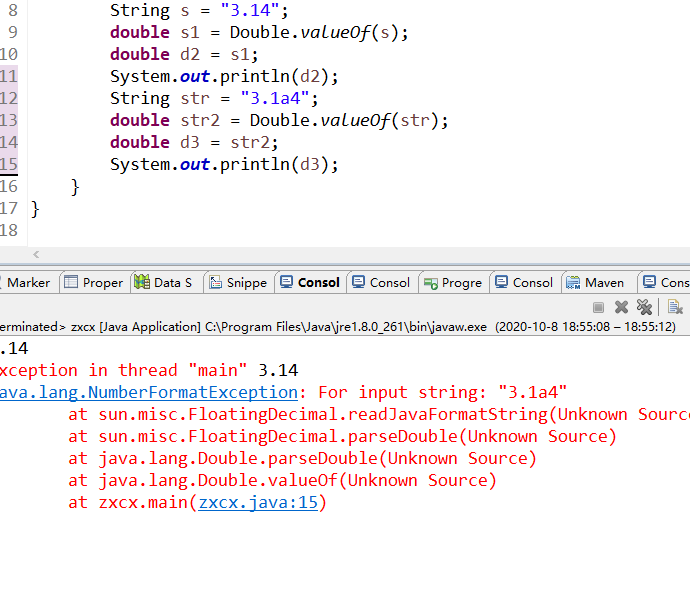 8 String s = "3.14";
9 double s1 = Double.valueOf(s);
10 double d2 = s1;
11 System.out.println(d2);
12 String str = "3.1a4";
13 double str2 = Double.valueOf(str);
14 double d3 = str2;
15 System.out.println(d3);
16 }
17 }
18
Marker Proper Data S Snippe Consol Consol Progre Consol Maven Cons
erminated> zxcx [Java Application] C:\Program Files\Java\jre1.8.0_261\bin\javaw.exe (2020-10-8 18:55:08 – 18:55:12)
.14
xception in thread "main" 3.14
ava.lang.NumberFormatException: For input string: "3.1a4"
at sun.misc.FloatingDecimal.readJavaFormatString(Unknown Source
at sun.misc.FloatingDecimal.parseDouble(Unknown Source)
at java.lang.Double.parseDouble(Unknown Source)
at java.lang.Double.valueOf(Unknown Source)
at zxcx.main(zxcx.java:15)